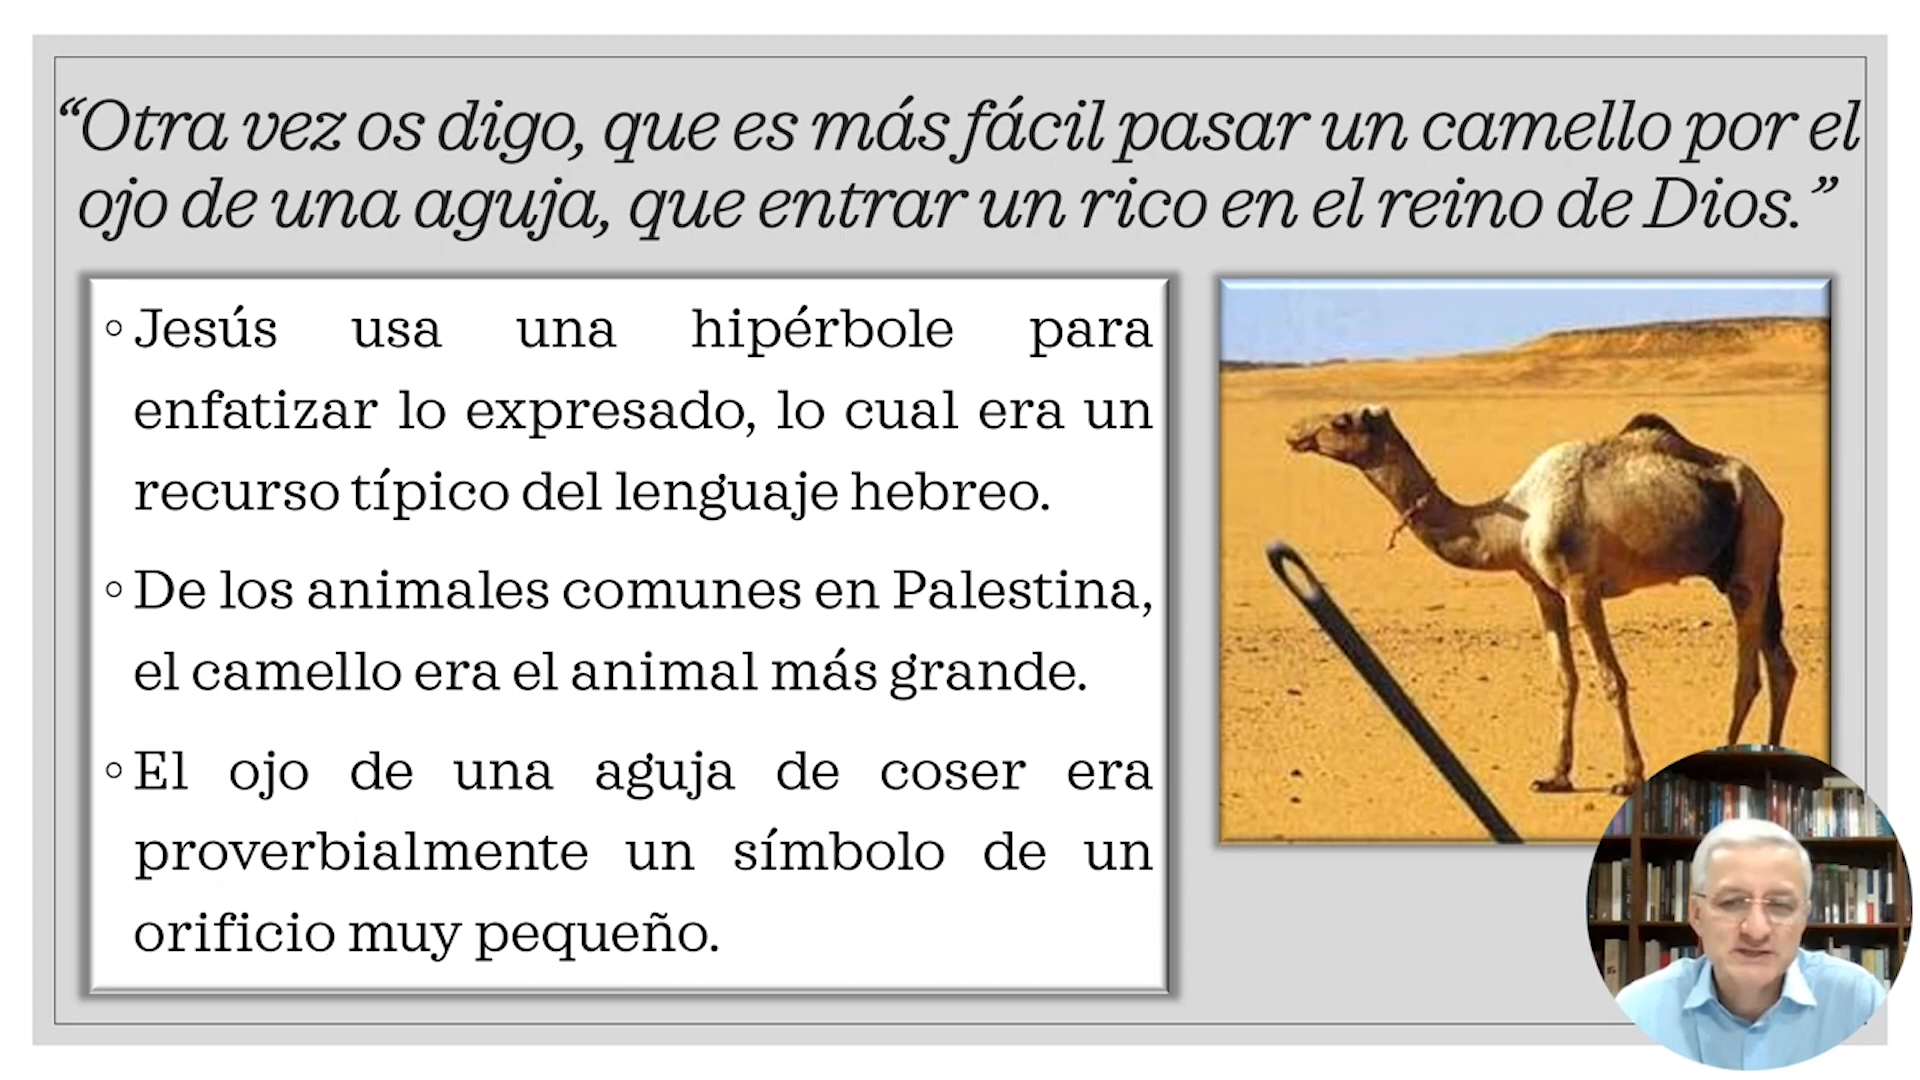 “Otra vez os digo, que es más fácil pasar un camello por el
ojo de una aguja, que entrar un rico en el reino de Dios.”
◦ Jesús usa una hipérbole para
enfatizar lo expresado, lo cual era un
recurso típico del lenguaje hebreo.
◦ De los animales comunes en Palestina,
el camello era el animal más grande.
◦ El ojo de una aguja de coser era
proverbialmente un símbolo de un
orificio muy pequeño.